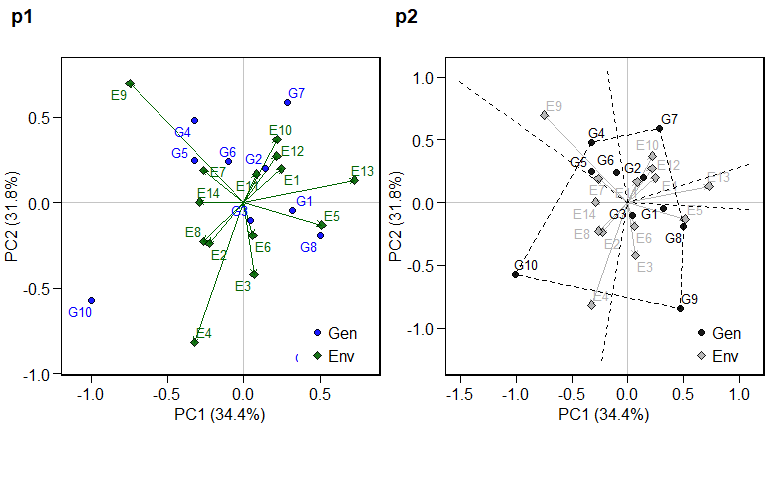 p1
E9
G7
G4
E10
G5
G6
G2
E12
E7
E11
E1
E13
E14
G3
G1
E5
E8
E2
E6
G8
E3
G10
E4
Gen
Env
0.5
0.0
-0.5
-1.0
-1.0
-0.5
0.0
0.5
PC1 (34.4%)
PC2 (31.8%)
p2
E9
G4
G7
E10
G5
G6
G2
E12
E7
E13
E14
G3
G1
E5
E8
E2
E6
G8
E3
G10
E4
G9
Gen
Env
1.0
0.5
0.0
-0.5
-1.0
-1.5
-1.0
-0.5
0.0
0.5
1.0
PC1 (34.4%)
PC2 (31.8%)